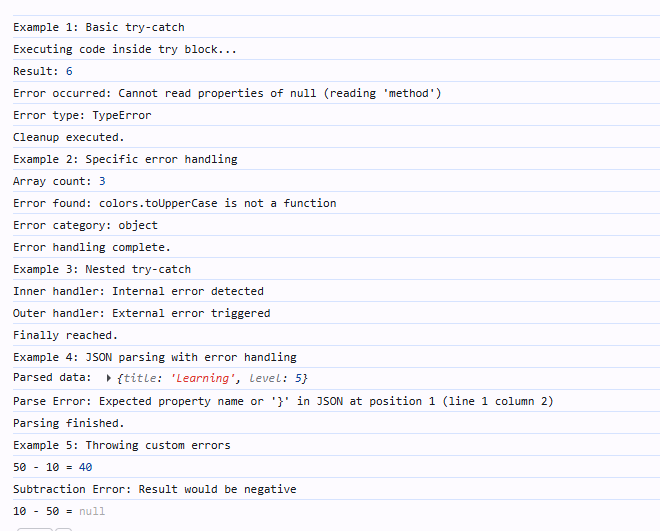 Example 1: Basic try-catch
Executing code inside try block...
Result: 6
Error occurred: Cannot read properties of null (reading 'method')
Error type: TypeError
Cleanup executed.
Example 2: Specific error handling
Array count: 3
Error found: colors.toUpperCase is not a function
Error category: object
Error handling complete.
Example 3: Nested try-catch
Inner handler: Internal error detected
Outer handler: External error triggered
Finally reached.
Example 4: JSON parsing with error handling
Parsed data: {title: 'Learning', level: 5}
Parse Error: Expected property name or '}' in JSON at position 1 (line 1 column 2)
Parsing finished.
Example 5: Throwing custom errors
50 - 10 = 40
Subtraction Error: Result would be negative
10 - 50 = null